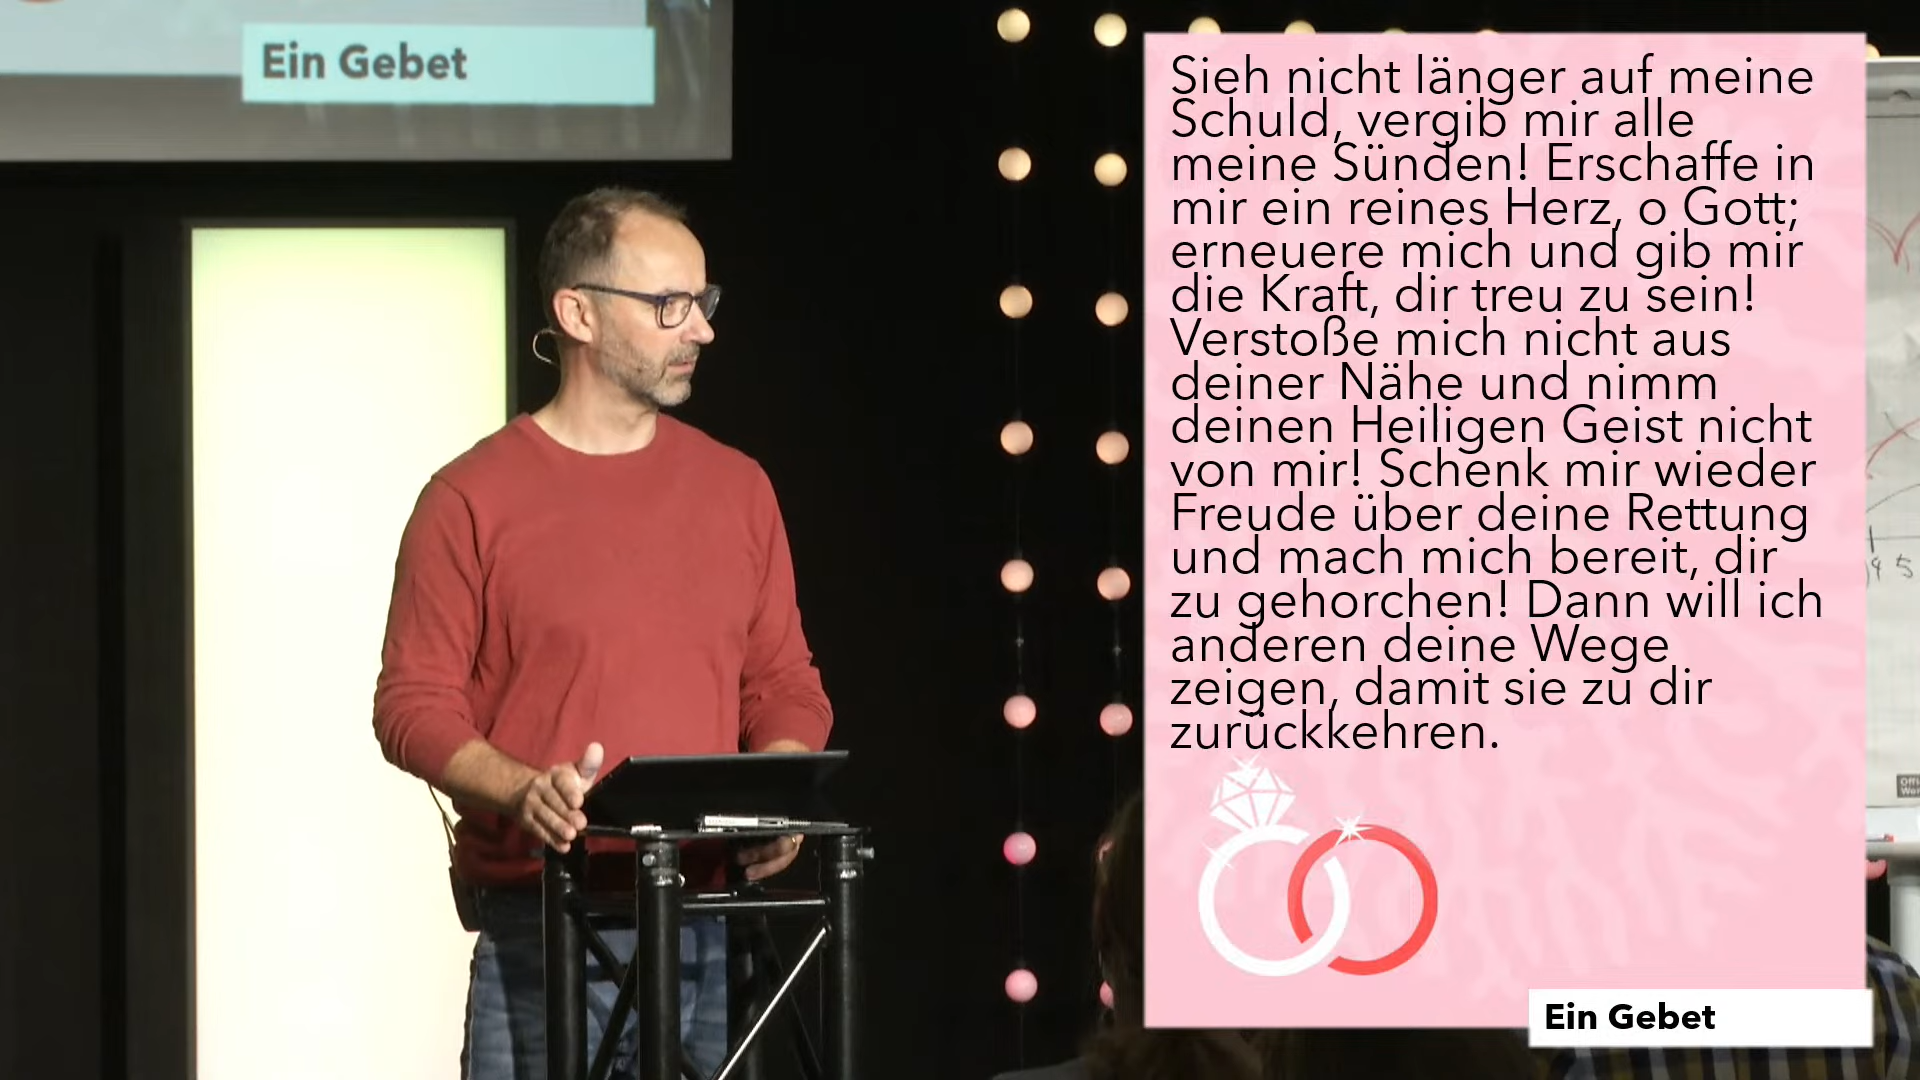 Ein Gebet
Sieh nicht länger auf meine
Schuld, vergib mir alle
meine Sünden! Erschaffe in
mir ein reines Herz, o Gott;
erneuere mich und gib mir
die Kraft, dir treu zu sein!
Verstoße mich nicht aus
deiner Nähe und nimm
deinen Heiligen Geist nicht
von mir! Schenk mir wieder
Freude über deine Rettung
und mach mich bereit, dir
zu gehorchen! Dann will ich
anderen deine Wege
zeigen, damit sie zu dir
zurückkehren.
Ein Gebet